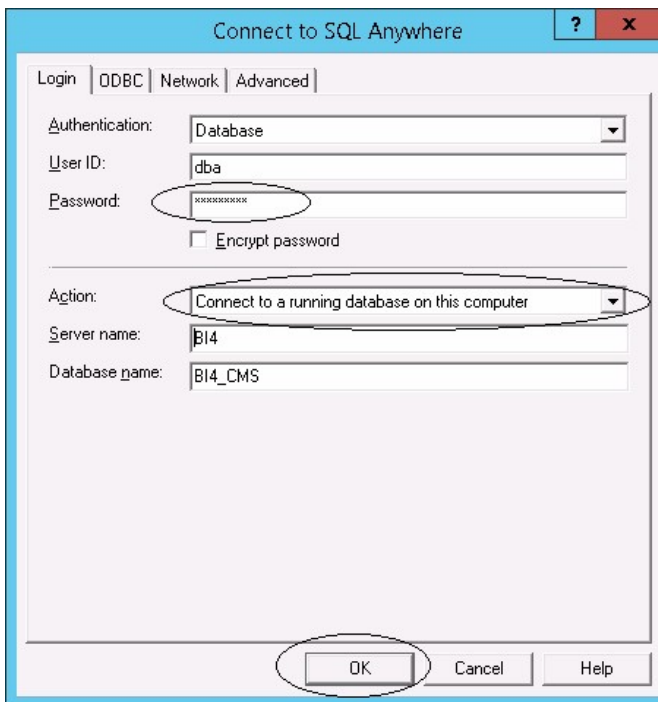 Connect to SQL Anywhere
? x
Login ODBC Network Advanced
Authentication: Database
User ID: dba
Password: ×××××××××
Encrypt password
Action: Connect to a running database on this computer
Server name: BI4
Database name: BI4_CMS
OK Cancel Help